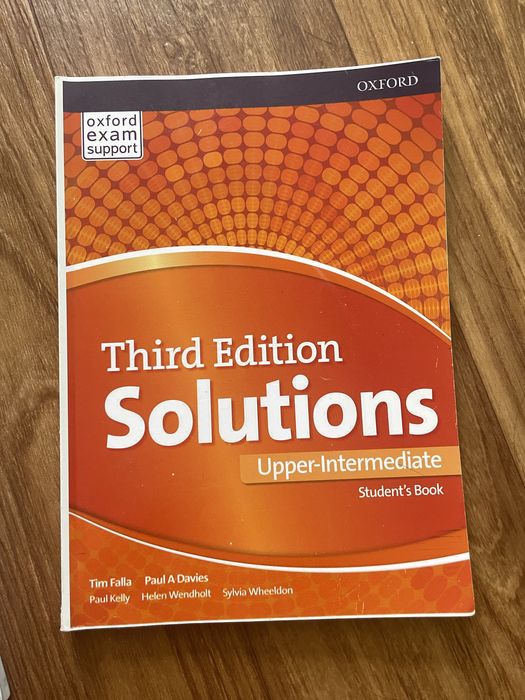 OXFORD
oxford
exam
support
Third Edition
Solutions
Upper-Intermediate
Student's Book
Tim Falla Paul A Davies
Paul Kelly Helen Wendholt Sylvia Wheeldon